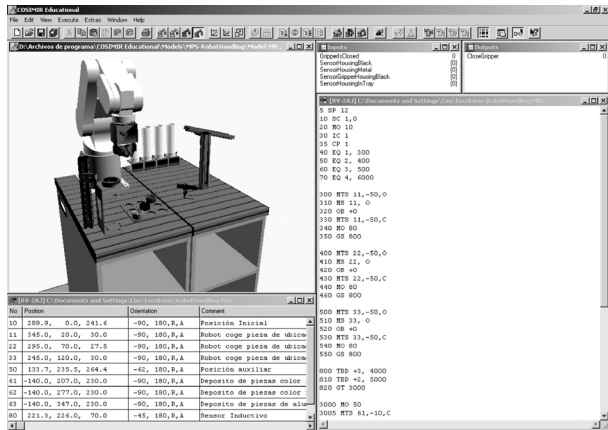 COSIMIR Educational
File Edit View Execute Extras Window Help
D:\Archivos de programa\COSIMIR Educational\Models\MPS-RobotHandling\Model\MP...
Inputs
GripperIsClosed 0
SensorHousingBlack [0]
SensorHousingMetal [0]
SensorGripperHousingBlack [0]
SensorHousingInTray [0]
Outputs
CloseGripper 0
[RV-2AJ] C:\Documents and Settings\Ciro\Escritorio\RobotHandling.MRL
5 SP 12
10 SC 1,0
20 MO 10
30 IC 1
35 CP 1
40 EQ 1, 300
50 EQ 2, 400
60 EQ 3, 500
70 EQ 4, 6000
300 MTS 11,-50,O
310 MS 11, O
320 OB +0
330 MTS 11,-50,C
340 MO 80
350 GS 800
400 MTS 22,-50,O
410 MS 22, O
420 OB +0
430 MTS 22,-50,C
440 MO 80
460 GS 800
500 MTS 33,-50,O
510 MS 33, O
520 OB +0
530 MTS 33,-50,C
540 MO 80
550 GS 800
800 TBD +3, 4000
810 TBD +2, 5000
820 GT 3000
3000 MO 50
3005 MTS 61,-10,C
[RV-2AJ] C:\Documents and Settings\Ciro\Escritorio\RobotHandling.POS
No Position Orientation Comment
10 289.9, 0.0, 241.6 -90, 180,R,A Posición Inicial
11 345.0, 20.0, 30.0 -90, 180,R,A Robot coge pieza de ubica
22 295.0, 70.0, 27.5 -90, 180,R,A Robot coge pieza de ubica
33 245.0, 120.0, 30.0 -90, 180,R,A Robot coge pieza de ubica
50 133.7, 235.5, 264.4 -62, 180,R,A Posición auxiliar
61 -140.0, 207.0, 230.0 -90, 180,R,A Deposito de piezas color
62 -140.0, 277.0, 230.0 -90, 180,R,A Deposito de piezas color
63 -140.0, 347.0, 230.0 -90, 180,R,A Deposito de piezas de alu
80 221.3, 226.0, 70.0 -45, 180,R,A Sensor Inductivo